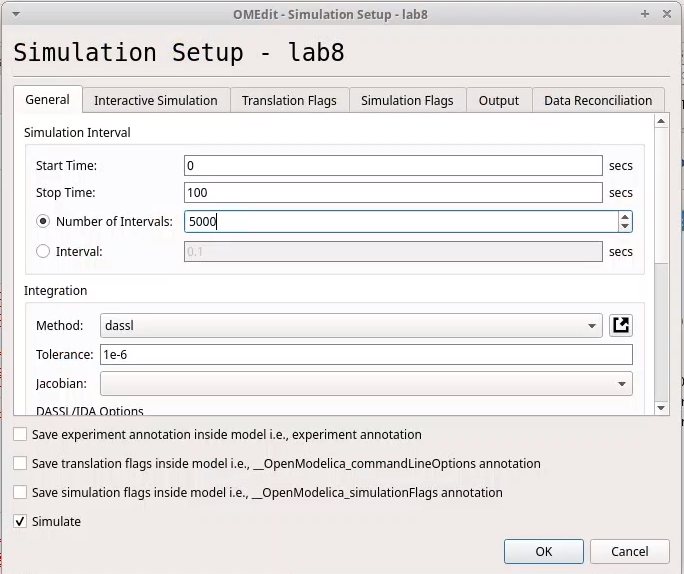 OMEdit - Simulation Setup - lab8
Simulation Setup - lab8
General Interactive Simulation Translation Flags Simulation Flags Output Data Reconciliation
Simulation Interval
Start Time: 0 secs
Stop Time: 100 secs
Number of Intervals: 5000
Interval: 0.1 secs
Integration
Method: dassl
Tolerance: 1e-6
Jacobian:
DASSL/IDA Options
Save experiment annotation inside model i.e., experiment annotation
Save translation flags inside model i.e., __OpenModelica_commandLineOptions annotation
Save simulation flags inside model i.e., __OpenModelica_simulationFlags annotation
Simulate
OK Cancel